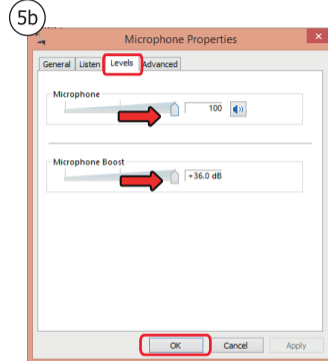 5b
Microphone Properties
General Listen Levels Advanced
Microphone
100
Microphone Boost
+36.0 dB
OK Cancel Apply